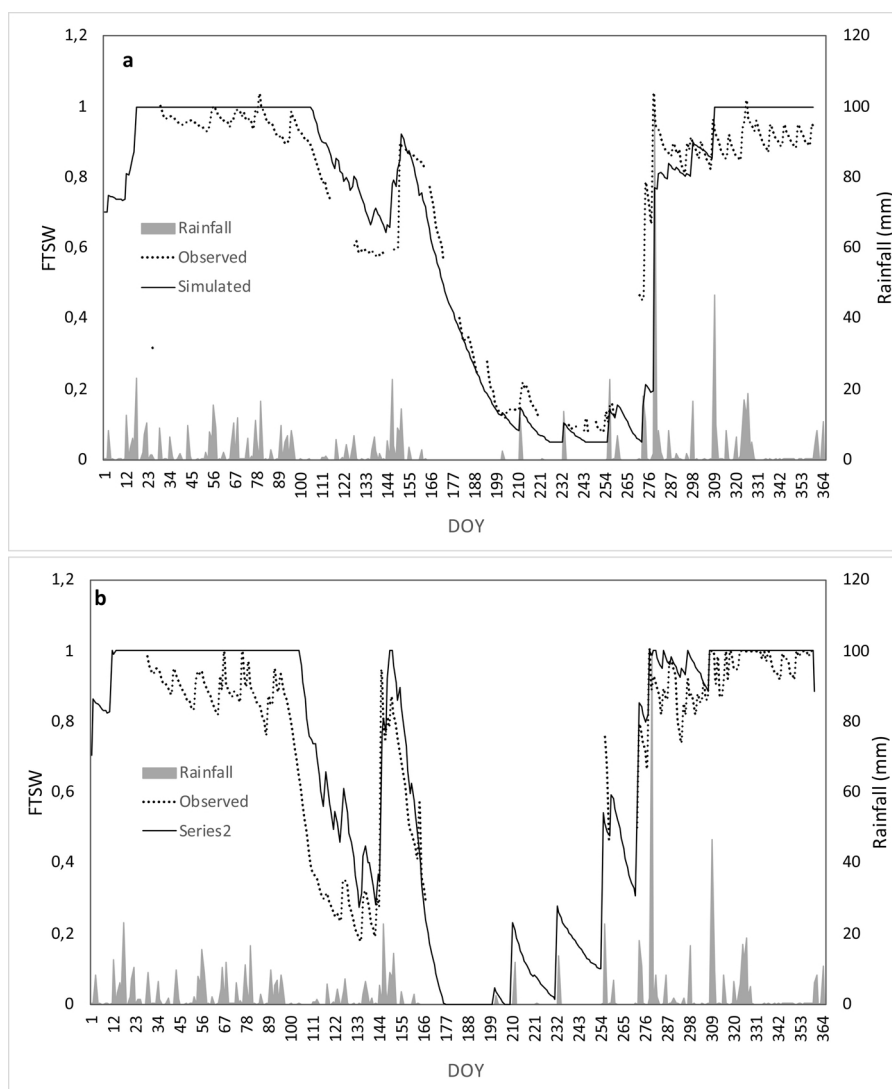 a
1,2
1
0,8
0,6
0,4
0,2
0
FTSW
120
100
80
60
40
20
0
Rainfall (mm)
Rainfall
Observed
Simulated
1 12 23 34 45 56 67 78 89 100 111 122 133 144 155 166 177 188 199 210 221 232 243 254 265 276 287 298 309 320 331 342 353 364
DOY
b
1,2
1
0,8
0,6
0,4
0,2
0
FTSW
120
100
80
60
40
20
0
Rainfall (mm)
Rainfall
Observed
Series2
1 12 23 34 45 56 67 78 89 100 111 122 133 144 155 166 177 188 199 210 221 232 243 254 265 276 287 298 309 320 331 342 353 364
DOY